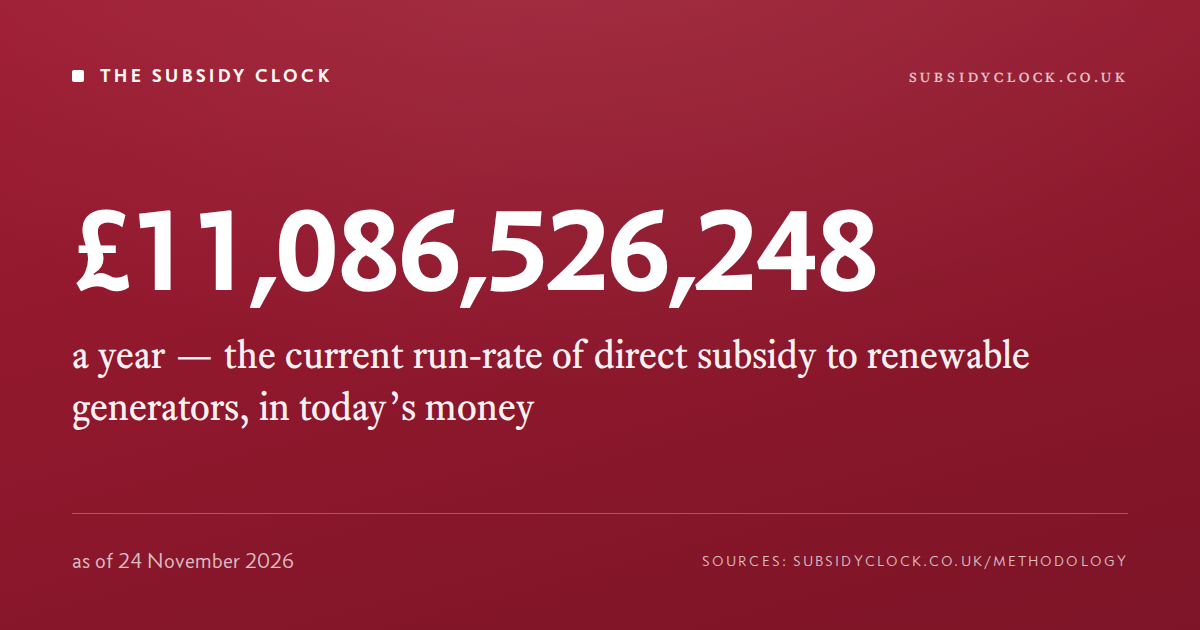 THE SUBSIDY CLOCK
SUBSIDYCLOCK.CO.UK
£11,086,526,248
a year — the current run-rate of direct subsidy to renewable
generators, in today’s money
as of 24 November 2026
SOURCES: SUBSIDYCLOCK.CO.UK/METHODOLOGY